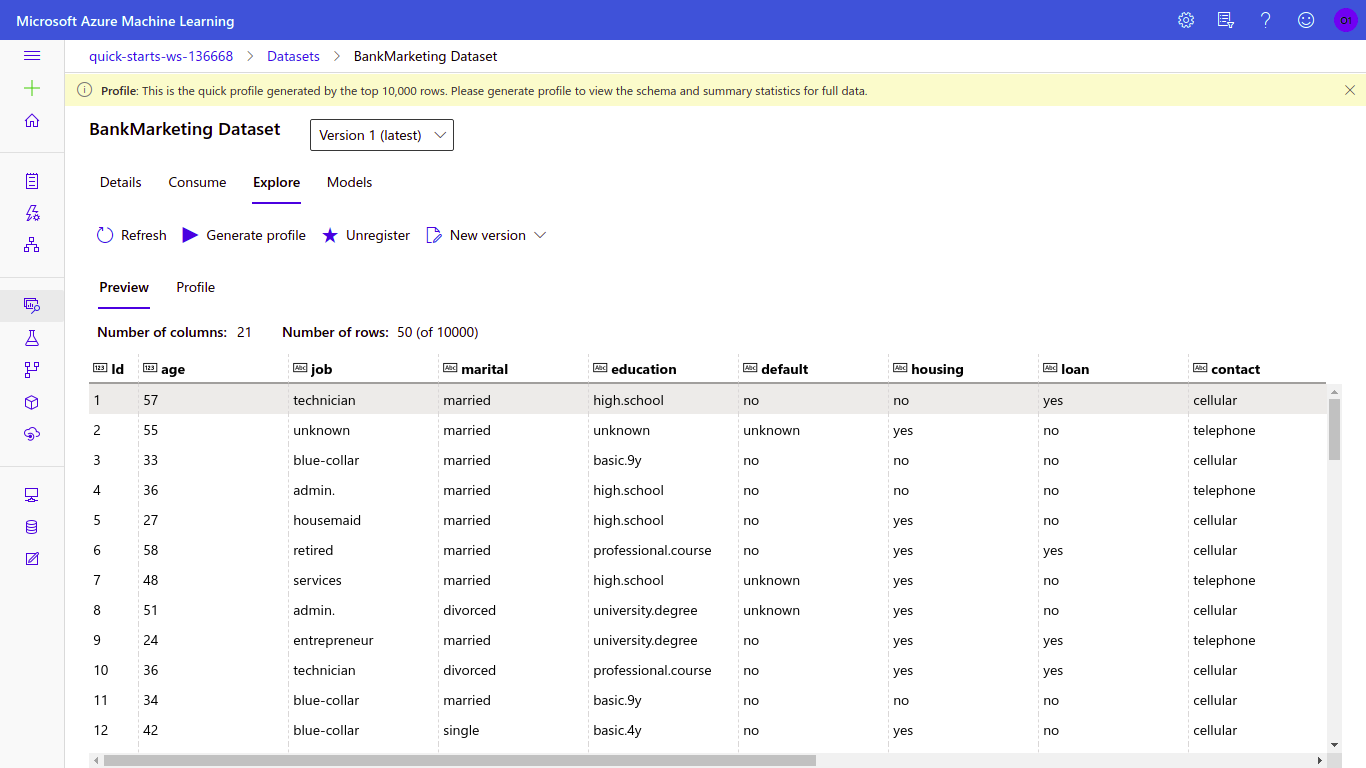 Microsoft Azure Machine Learning
O1
quick-starts-ws-136668 > Datasets > BankMarketing Dataset
Profile: This is the quick profile generated by the top 10,000 rows. Please generate profile to view the schema and summary statistics for full data.
BankMarketing Dataset Version 1 (latest)
Details Consume Explore Models
Refresh Generate profile Unregister New version
Preview Profile
Number of columns: 21 Number of rows: 50 (of 10000)
123 Id 123 age Abc job Abc marital Abc education Abc default Abc housing Abc loan Abc contact
1 57 technician married high.school no no yes cellular
2 55 unknown married unknown unknown yes no telephone
3 33 blue-collar married basic.9y no no no cellular
4 36 admin. married high.school no no no telephone
5 27 housemaid married high.school no yes no cellular
6 58 retired married professional.course no yes yes cellular
7 48 services married high.school unknown yes no telephone
8 51 admin. divorced university.degree unknown yes no cellular
9 24 entrepreneur married university.degree no yes yes telephone
10 36 technician divorced professional.course no yes yes cellular
11 34 blue-collar married basic.9y no no no cellular
12 42 blue-collar single basic.4y no yes no cellular